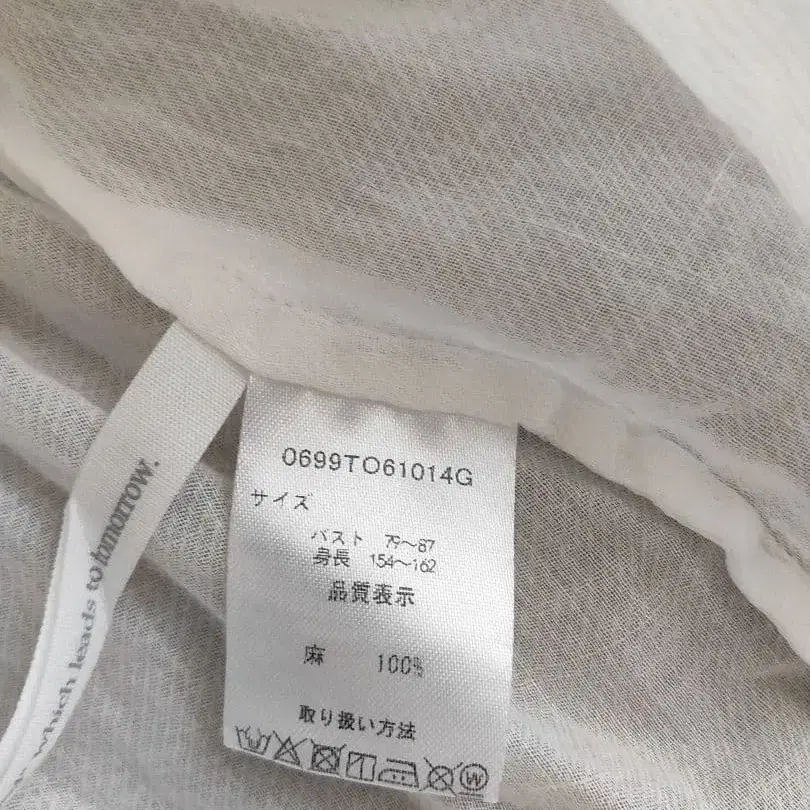 0699TO61014G
サイズ
バスト 79～87
身長 154～162
品質表示
麻 100%
取り扱い方法
W
which leads to tomorrow.